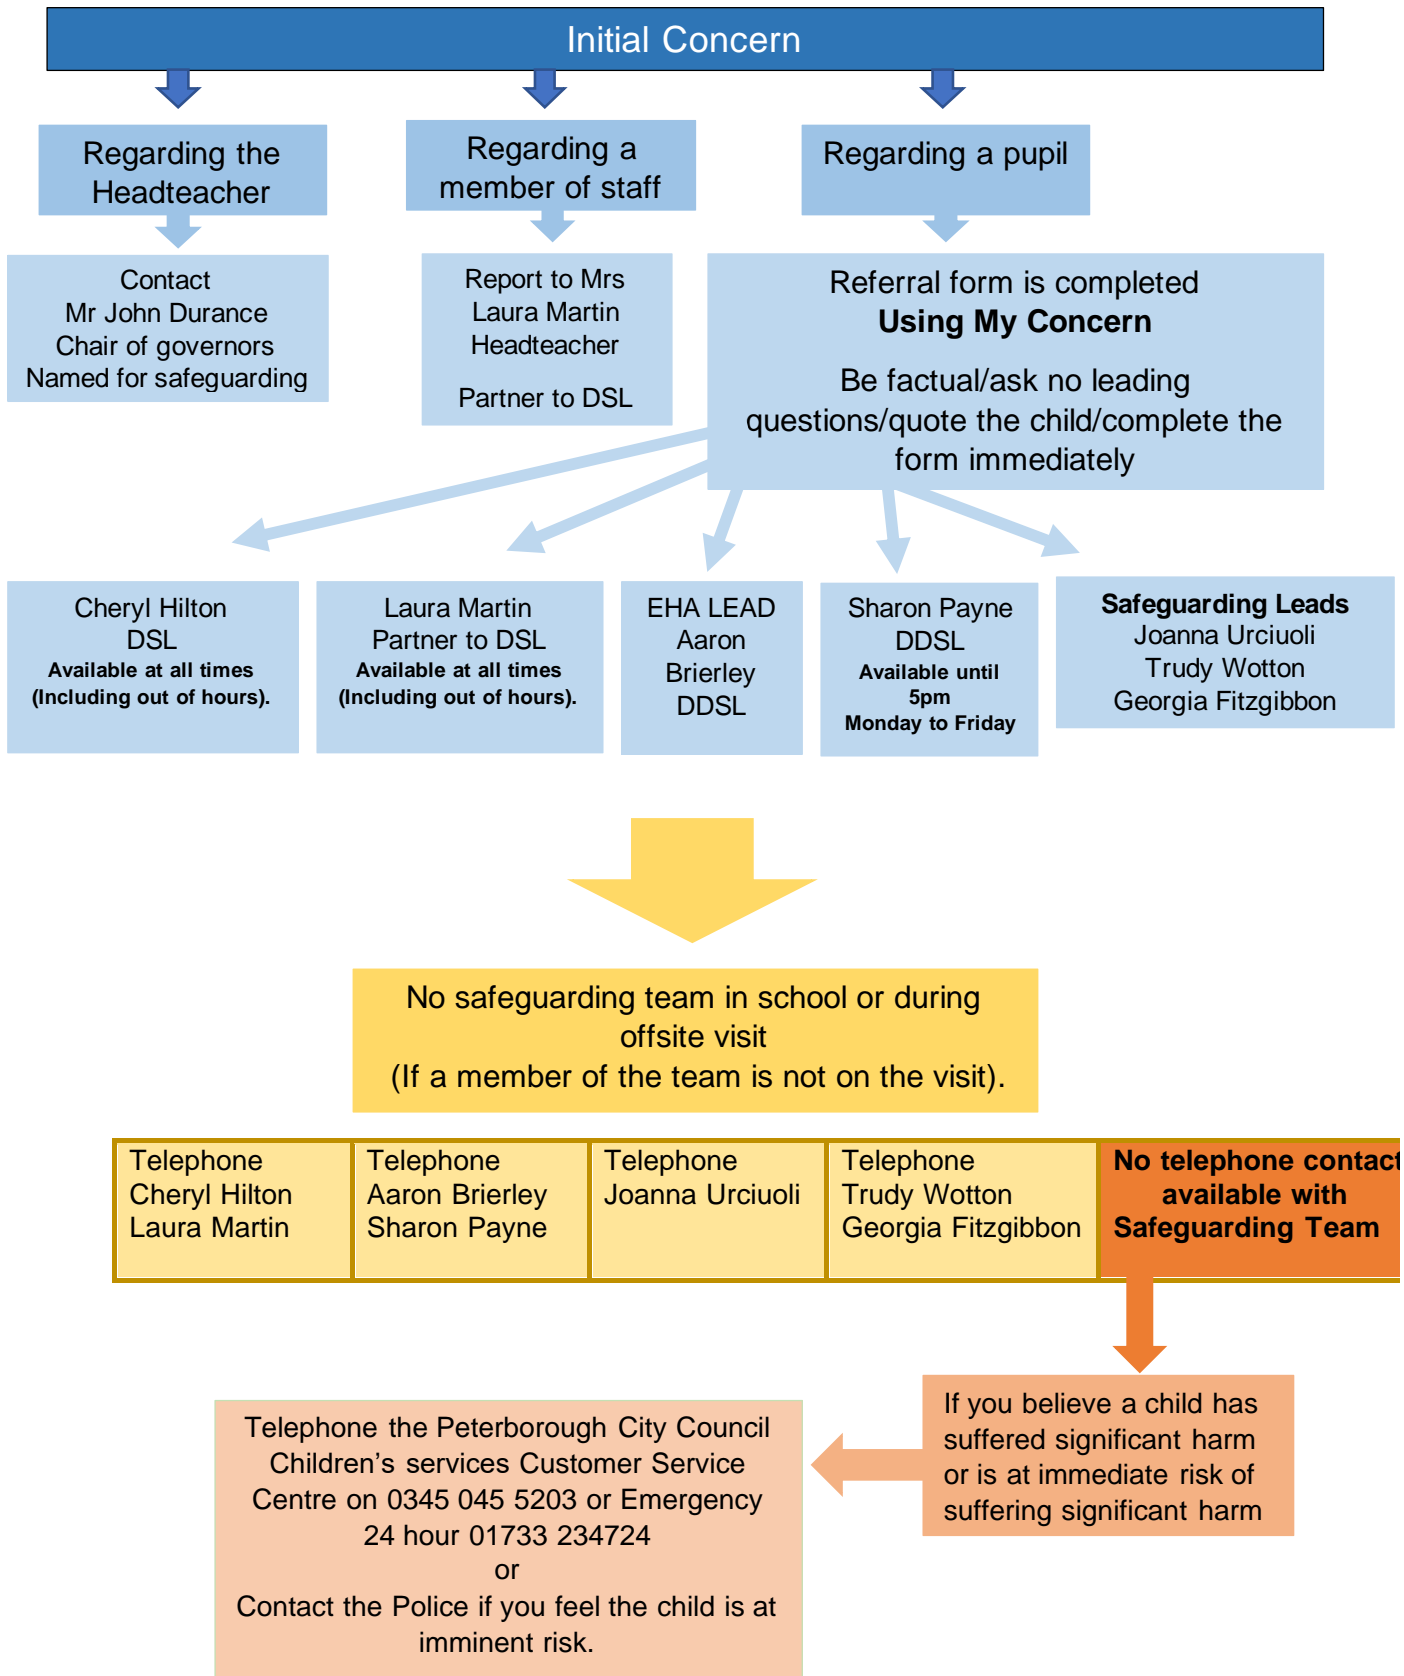 Initial Concern
Regarding the
Headteacher
Regarding a
member of staff
Regarding a pupil
Contact
Mr John Durance
Chair of governors
Named for safeguarding
Report to Mrs
Laura Martin
Headteacher
Partner to DSL
Referral form is completed
Using My Concern
Be factual/ask no leading
questions/quote the child/complete the
form immediately
Cheryl Hilton
DSL
Available at all times
(Including out of hours).
Laura Martin
Partner to DSL
Available at all times
(Including out of hours).
EHA LEAD
Aaron
Brierley
DDSL
Sharon Payne
DDSL
Available until
5pm
Monday to Friday
Safeguarding Leads
Joanna Urciuoli
Trudy Wotton
Georgia Fitzgibbon
No safeguarding team in school or during
offsite visit
(If a member of the team is not on the visit).
Telephone
Cheryl Hilton
Laura Martin
Telephone
Aaron Brierley
Sharon Payne
Telephone
Joanna Urciuoli
Telephone
Trudy Wotton
Georgia Fitzgibbon
No telephone contact
available with
Safeguarding Team
If you believe a child has
suffered significant harm
or is at immediate risk of
suffering significant harm
Telephone the Peterborough City Council
Children’s services Customer Service
Centre on 0345 045 5203 or Emergency
24 hour 01733 234724
or
Contact the Police if you feel the child is at
imminent risk.